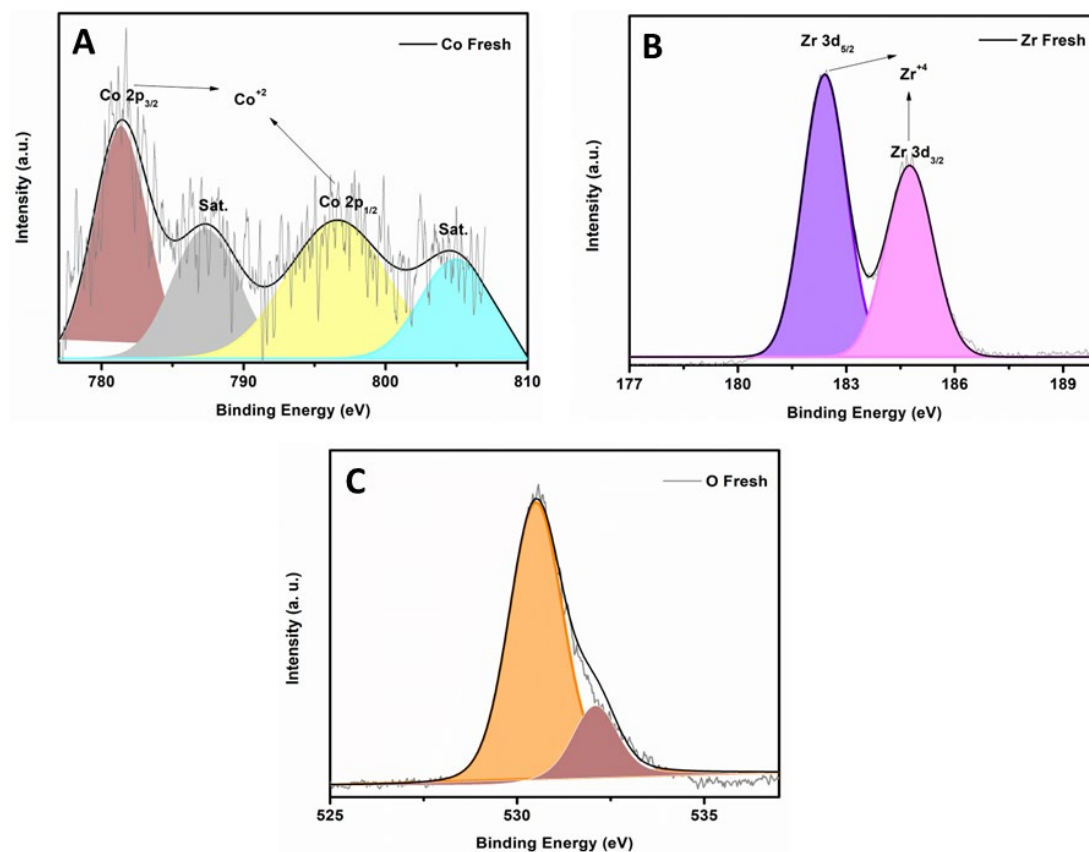 A
Co Fresh
Co 2p3/2
Co+2
Sat.
Co 2p1/2
Sat.
Intensity (a.u.)
780 790 800 810
Binding Energy (eV)
B
Zr 3d5/2
Zr Fresh
Zr+4
Zr 3d3/2
Intensity (a.u.)
177 180 183 186 189
Binding Energy (eV)
C
O Fresh
Intensity (a. u.)
525 530 535
Binding Energy (eV)